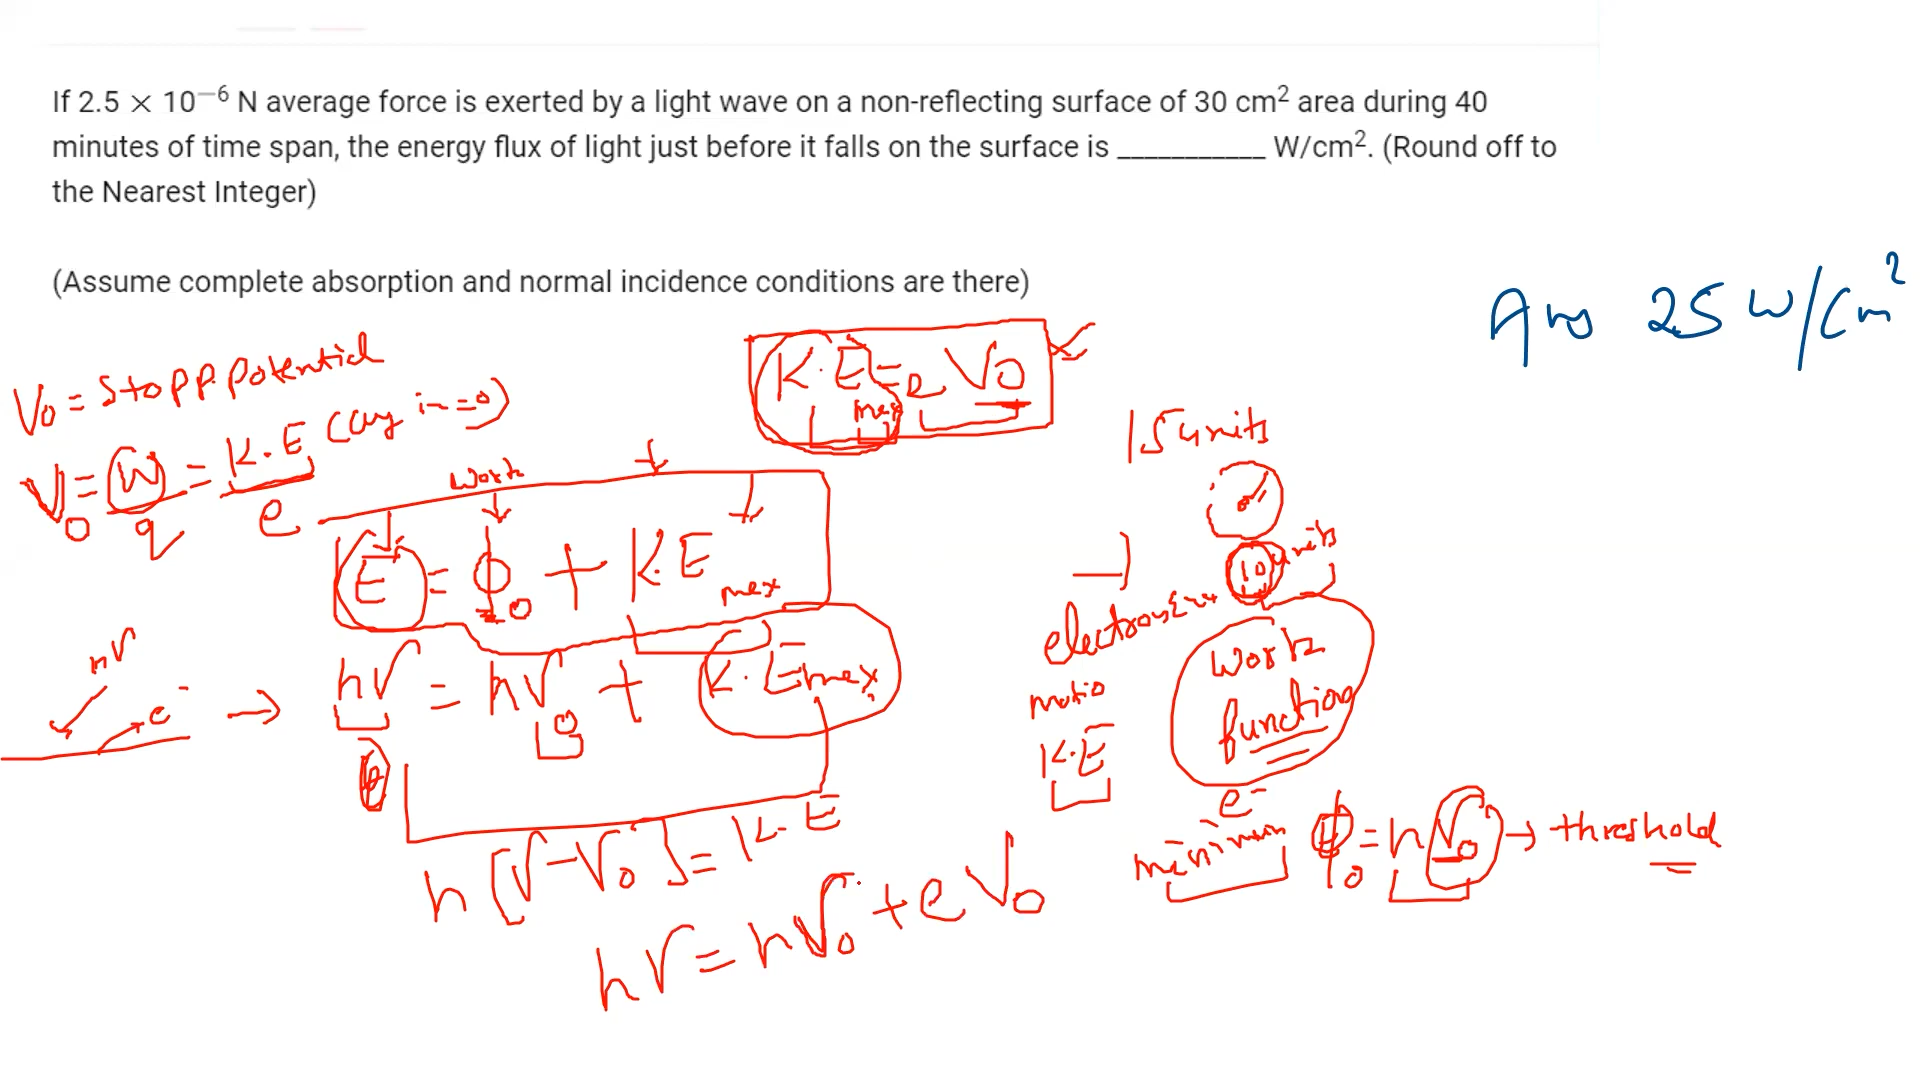 If 2.5 × 10⁻⁶ N average force is exerted by a light wave on a non-reflecting surface of 30 cm² area during 40
minutes of time span, the energy flux of light just before it falls on the surface is __________ W/cm². (Round off to
the Nearest Integer)
(Assume complete absorption and normal incidence conditions are there)
Ans 25 W/cm²
V₀ = Stopp. potential
K.E max = e V₀
V₀ = W/q = K.E/e
15 units
Work
E = ϕ₀ + K.E max
10 units
electrons
hν
e⁻ → hν = hν₀ + K.E max
Work
function
K.E
e⁻
minimum ϕ₀ = hν₀ → threshold
h[ν-ν₀] = K.E
hν = hν₀ + eV₀